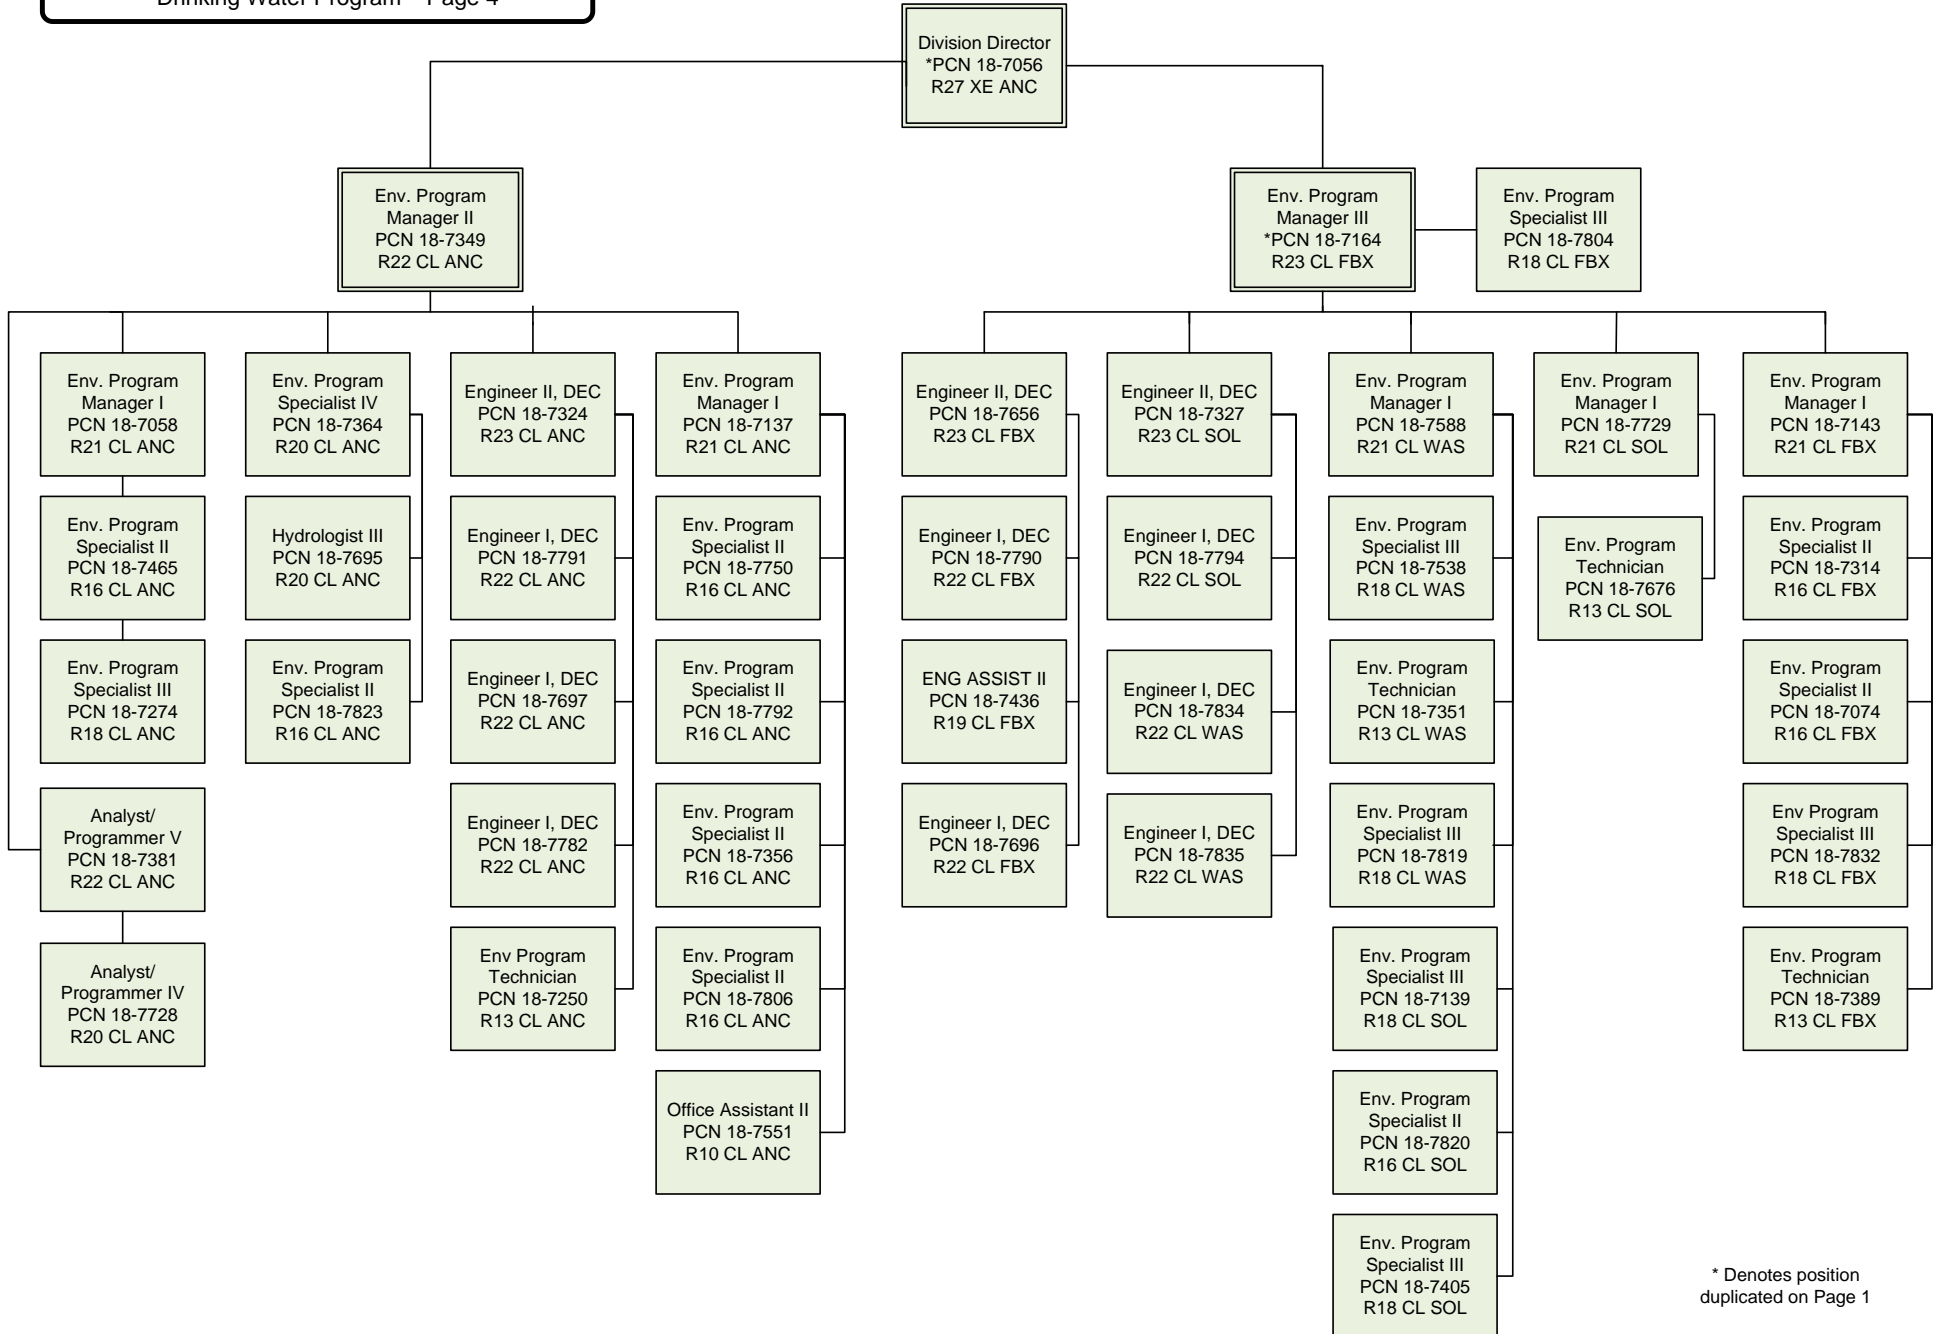 Drinking Water Program – Page 4
Division Director
*PCN 18-7056
R27 XE ANC
Env. Program
Manager II
PCN 18-7349
R22 CL ANC
Env. Program
Manager III
*PCN 18-7164
R23 CL FBX
Env. Program
Specialist III
PCN 18-7804
R18 CL FBX
Env. Program
Manager I
PCN 18-7058
R21 CL ANC
Env. Program
Specialist II
PCN 18-7465
R16 CL ANC
Env. Program
Specialist III
PCN 18-7274
R18 CL ANC
Analyst/
Programmer V
PCN 18-7381
R22 CL ANC
Analyst/
Programmer IV
PCN 18-7728
R20 CL ANC
Env. Program
Specialist IV
PCN 18-7364
R20 CL ANC
Hydrologist III
PCN 18-7695
R20 CL ANC
Env. Program
Specialist II
PCN 18-7823
R16 CL ANC
Engineer II, DEC
PCN 18-7324
R23 CL ANC
Engineer I, DEC
PCN 18-7791
R22 CL ANC
Engineer I, DEC
PCN 18-7697
R22 CL ANC
Engineer I, DEC
PCN 18-7782
R22 CL ANC
Env Program
Technician
PCN 18-7250
R13 CL ANC
Env. Program
Manager I
PCN 18-7137
R21 CL ANC
Env. Program
Specialist II
PCN 18-7750
R16 CL ANC
Env. Program
Specialist II
PCN 18-7792
R16 CL ANC
Env. Program
Specialist II
PCN 18-7356
R16 CL ANC
Env. Program
Specialist II
PCN 18-7806
R16 CL ANC
Office Assistant II
PCN 18-7551
R10 CL ANC
Engineer II, DEC
PCN 18-7656
R23 CL FBX
Engineer I, DEC
PCN 18-7790
R22 CL FBX
ENG ASSIST II
PCN 18-7436
R19 CL FBX
Engineer I, DEC
PCN 18-7696
R22 CL FBX
Engineer II, DEC
PCN 18-7327
R23 CL SOL
Engineer I, DEC
PCN 18-7794
R22 CL SOL
Engineer I, DEC
PCN 18-7834
R22 CL WAS
Engineer I, DEC
PCN 18-7835
R22 CL WAS
Env. Program
Manager I
PCN 18-7588
R21 CL WAS
Env. Program
Specialist III
PCN 18-7538
R18 CL WAS
Env. Program
Technician
PCN 18-7351
R13 CL WAS
Env. Program
Specialist III
PCN 18-7819
R18 CL WAS
Env. Program
Specialist III
PCN 18-7139
R18 CL SOL
Env. Program
Specialist II
PCN 18-7820
R16 CL SOL
Env. Program
Specialist III
PCN 18-7405
R18 CL SOL
Env. Program
Manager I
PCN 18-7729
R21 CL SOL
Env. Program
Technician
PCN 18-7676
R13 CL SOL
Env. Program
Manager I
PCN 18-7143
R21 CL FBX
Env. Program
Specialist II
PCN 18-7314
R16 CL FBX
Env. Program
Specialist II
PCN 18-7074
R16 CL FBX
Env Program
Specialist III
PCN 18-7832
R18 CL FBX
Env. Program
Technician
PCN 18-7389
R13 CL FBX
* Denotes position
duplicated on Page 1